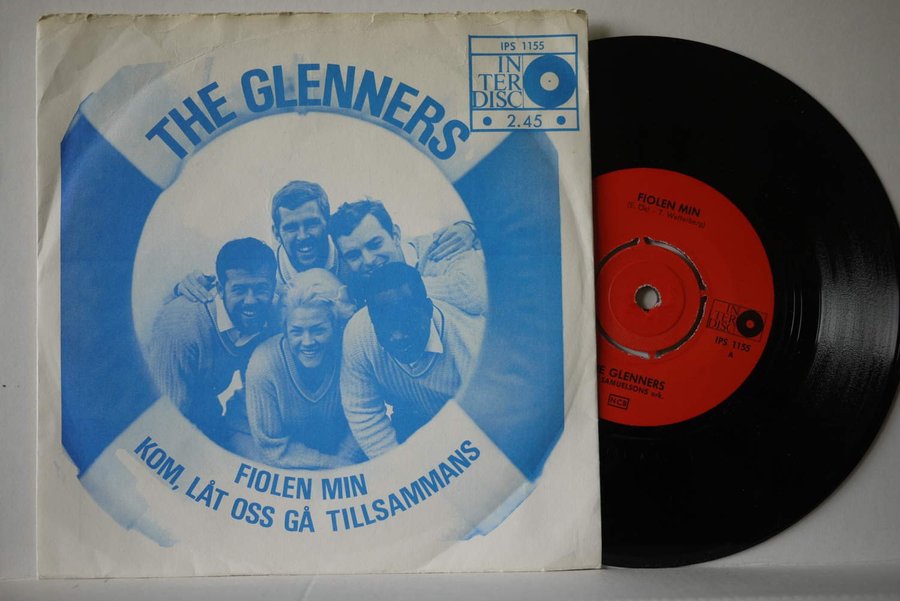 THE GLENNERS
IPS 1155
IN
TER
DISC
• 2.45 •
FIOLEN MIN
KOM, LÅT OSS GÅ TILLSAMMANS
FIOLEN MIN
Wetterberg)
IN
TER
DISC
IPS 1155
A
GLENNERS
SAMUELSONS ork.
NCB